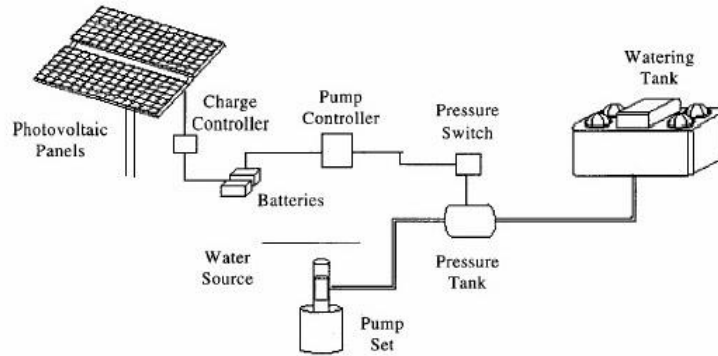 Watering
Tank
Photovoltaic
Panels
Charge
Controller
Pump
Controller
Pressure
Switch
Batteries
Water
Source
Pressure
Tank
Pump
Set